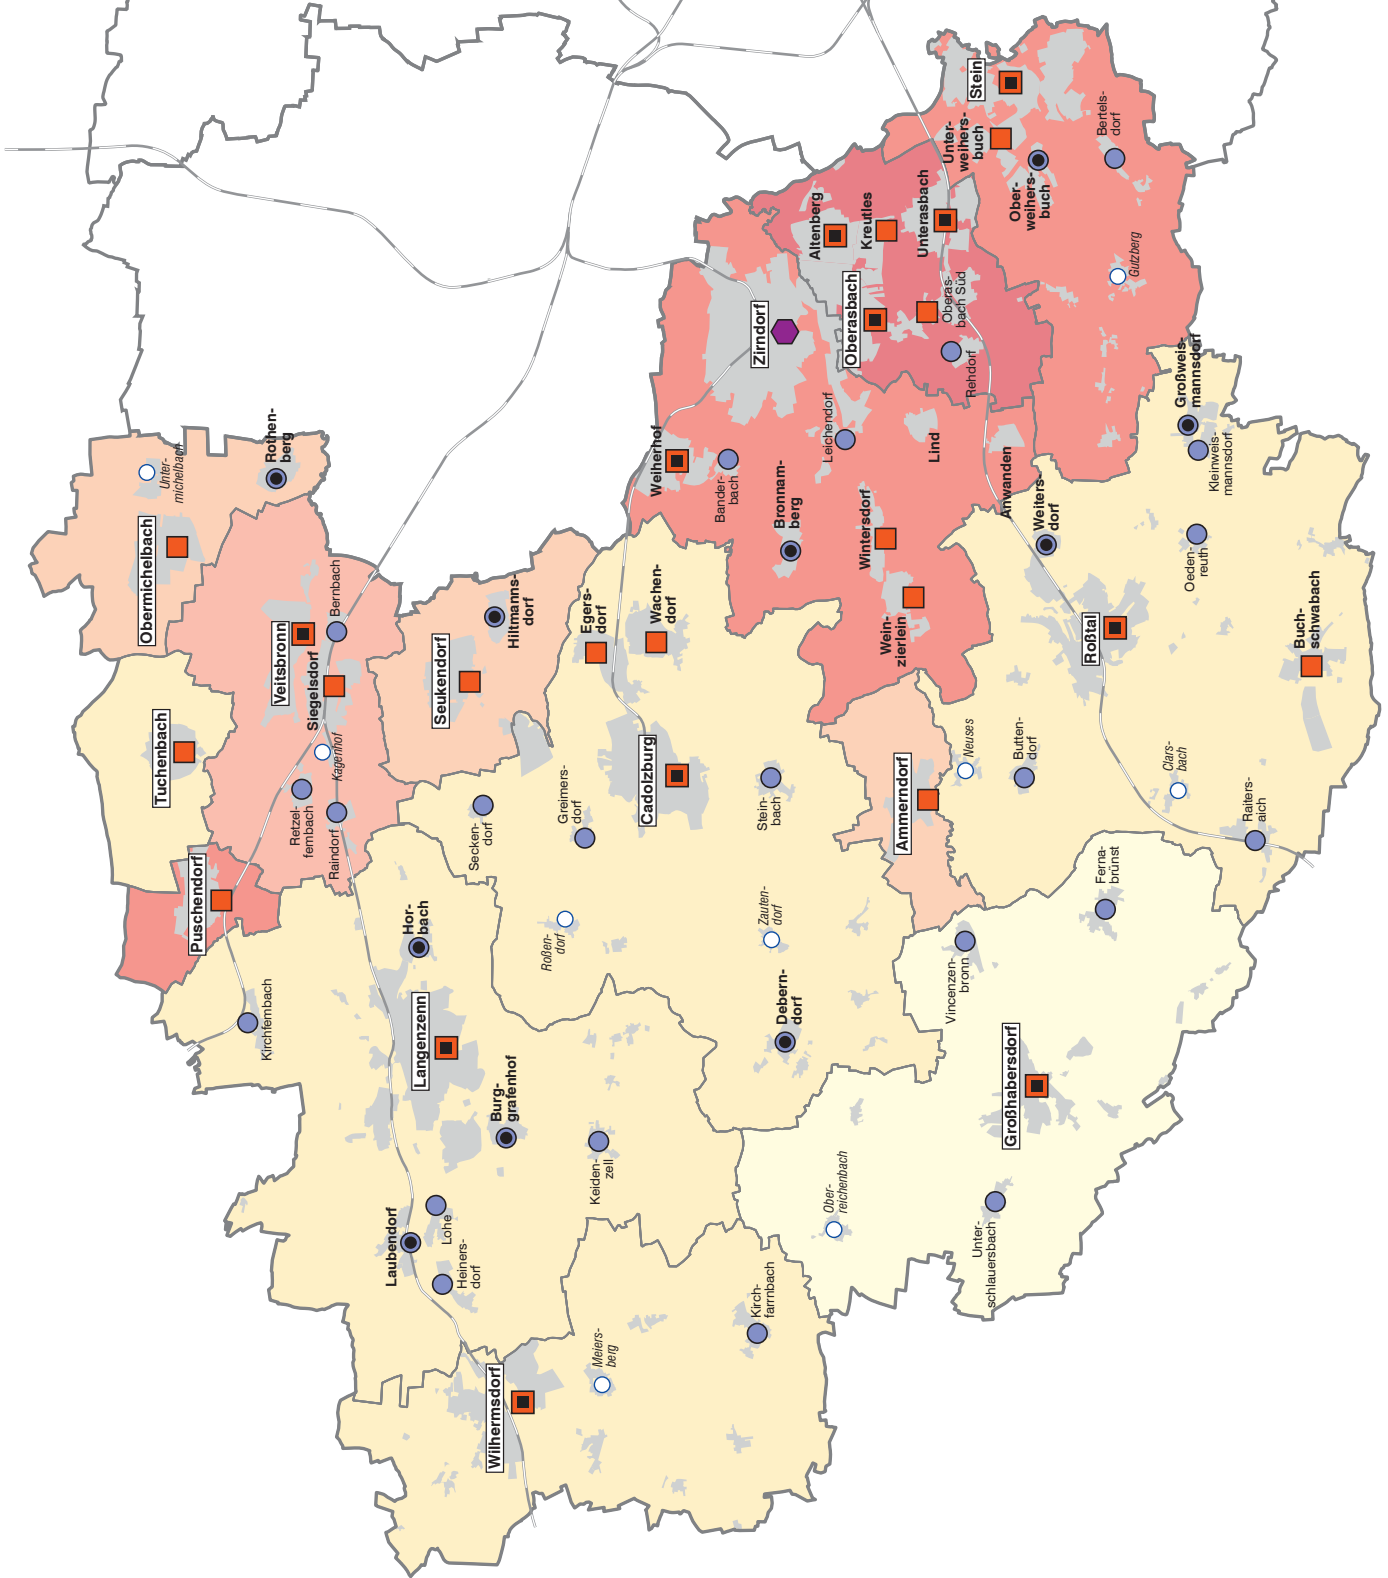 Obernichelbach
Unter-
michelbach
Tuchenbach
Puschendorf
Rothen-
berg
Kirchfembach
Veitsbronn
Siegelsdorf
Bernbach
Retzel-
fembach
Kagenhof
Raindorf
Laubendorf
Hor-
bach
Langenzenn
Lohe
Heiners-
dorf
Seukendorf
Hiltmanns-
dorf
Secken-
dorf
Wilhermsdorf
Burg-
grafenhof
Roßen-
dorf
Greimers-
dorf
Egers-
dorf
Keiden-
zell
Meiers-
berg
Cadolzburg
Wachen-
dorf
Weiherhof
Bander-
bach
Zirndorf
Kirch-
farrnbach
Stein-
bach
Zauten-
dorf
Debern-
dorf
Bronnam-
berg
Altenberg
Leichendorf
Ober-
reichenbach
Oberasbach
Kreutles
Wintersdorf
Wein-
zierlein
Ammerndorf
Unterasbach
Lind
Oberas-
bach Süd
Rehdorf
Vincenzen-
bronn
Neuses
Unter-
weihers-
buch
Stein
Unter-
schlauersbach
Großhabersdorf
Anwanden
Butten-
dorf
Weiters-
dorf
Ober-
weihers-
buch
Roßtal
Ferna-
brünst
Bertels-
dorf
Gutzberg
Clars-
bach
Oeden-
reuth
Großweis-
mannsdorf
Kleinweis-
mannsdorf
Raiters-
aich
Buch-
schwabach